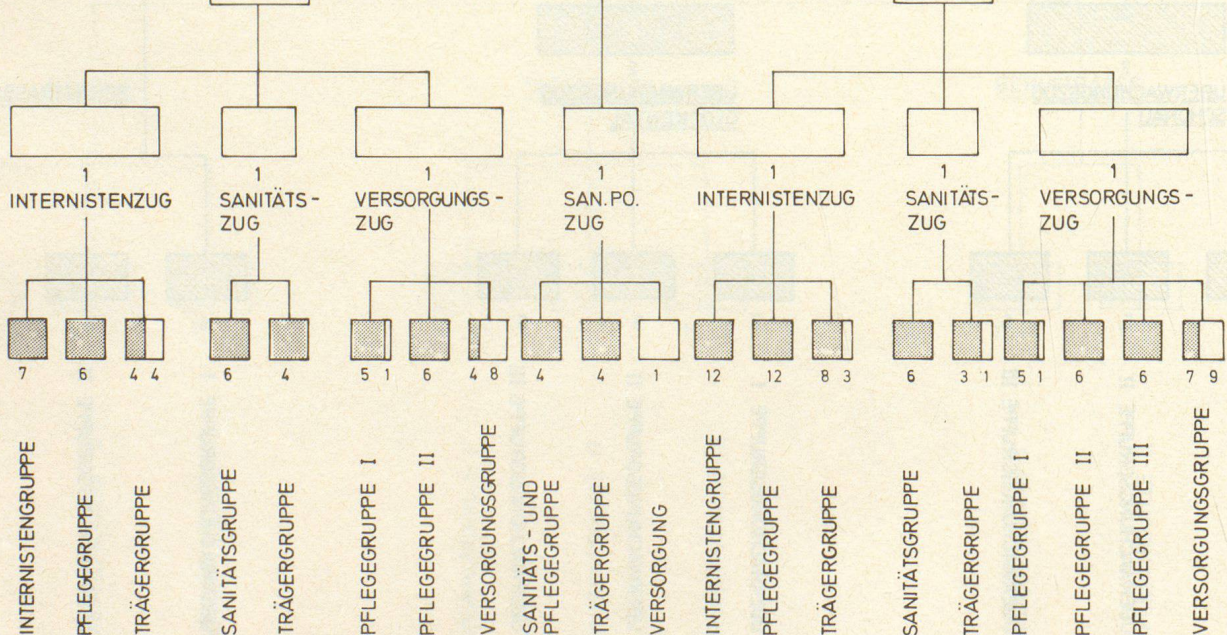 1 1 1 1 1 1 1
INTERNISTENZUG SANITÄTS- VERSORGUNGS- SAN.PO. INTERNISTENZUG SANITÄTS- VERSORGUNGS-
ZUG ZUG ZUG ZUG ZUG
7 6 4 4 6 4 5 1 6 4 8 4 4 1 12 12 8 3 6 3 1 5 1 6 6 7 9
INTERNISTENGRUPPE
PFLEGEGRUPPE
TRÄGERGRUPPE
SANITÄTSGRUPPE
TRÄGERGRUPPE
PFLEGEGRUPPE I
PFLEGEGRUPPE II
VERSORGUNGSGRUPPE
SANITÄTS- UND
PFLEGEGRUPPE
TRÄGERGRUPPE
VERSORGUNG
INTERNISTENGRUPPE
PFLEGEGRUPPE
TRÄGERGRUPPE
SANITÄTSGRUPPE
TRÄGERGRUPPE
PFLEGEGRUPPE I
PFLEGEGRUPPE II
PFLEGEGRUPPE III
VERSORGUNGSGRUPPE